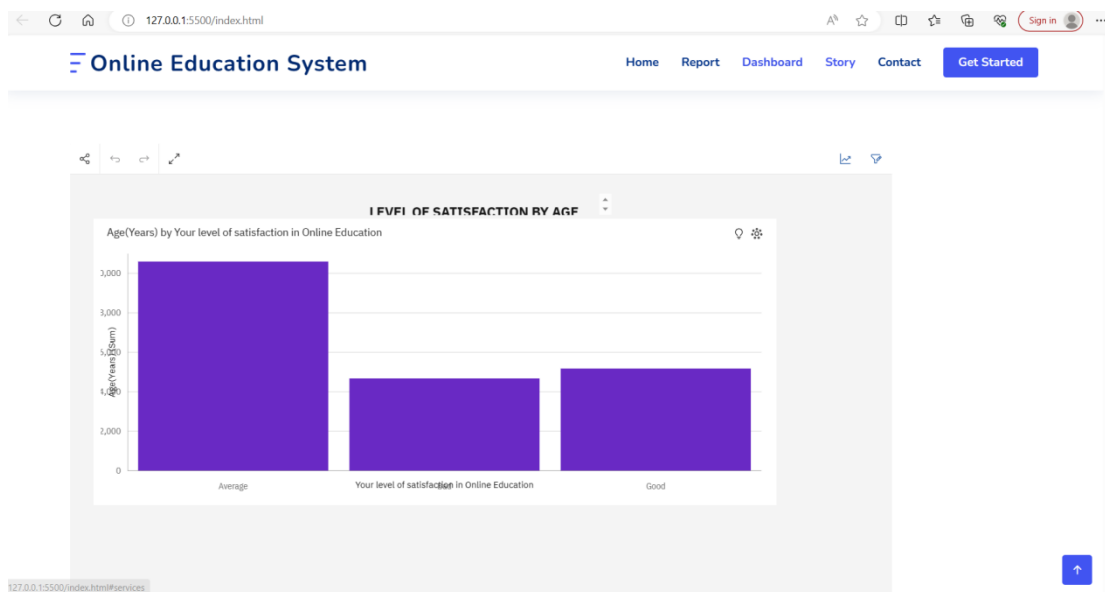 127.0.0.1:5500/index.html
Sign in
Online Education System
Home Report Dashboard Story Contact Get Started
LEVEL OF SATISFACTION BY AGE
Age(Years) by Your level of satisfaction in Online Education
Age(Years) (Sum)
0,000
2,000
0
Average
Your level of satisfaction in Online Education
Good
127.0.0.1:5500/index.html#services